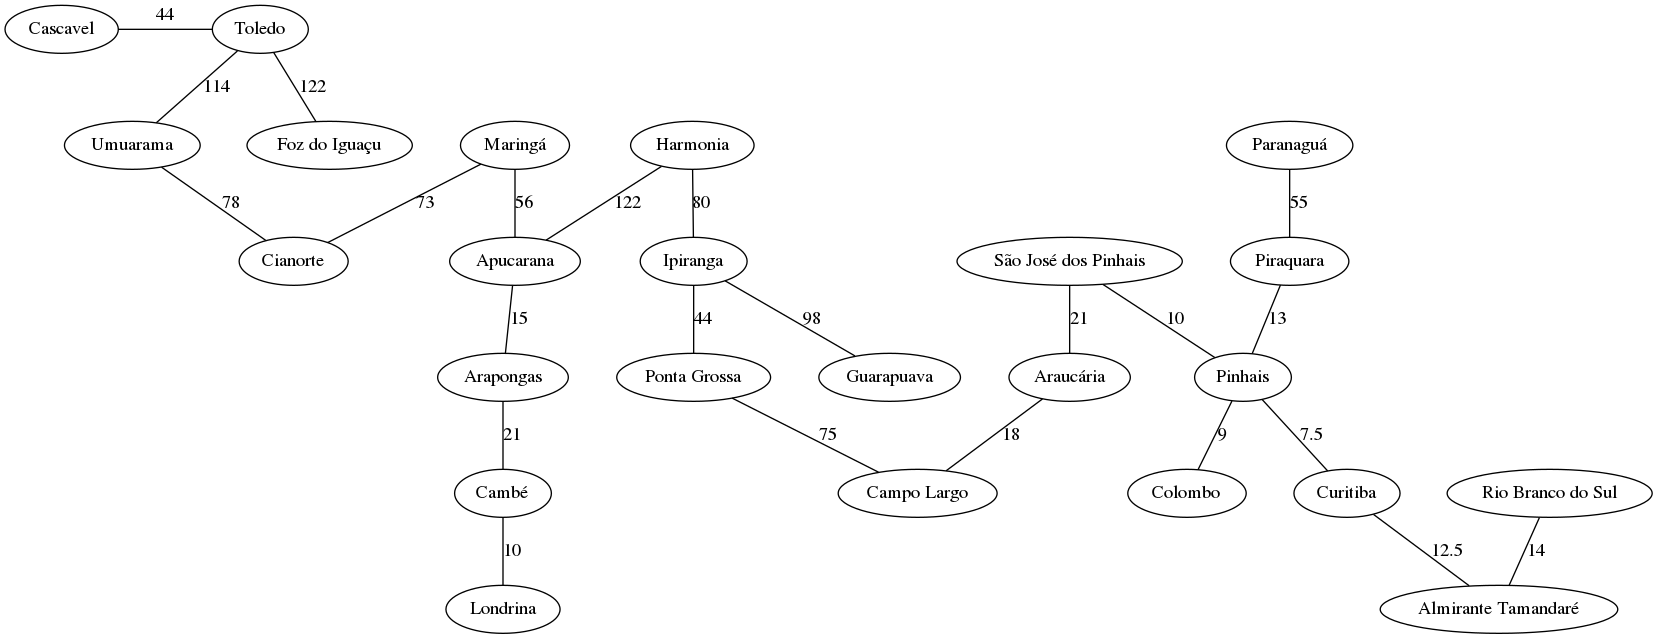 44
Cascavel
Toledo
114
122
Umuarama
Foz do Iguaçu
Maringá
Harmonia
Paranaguá
78
73
56
122
80
55
Cianorte
Apucarana
Ipiranga
São José dos Pinhais
Piraquara
15
44
98
21
10
13
Arapongas
Ponta Grossa
Guarapuava
Araucária
Pinhais
21
75
18
9
7.5
Cambé
Campo Largo
Colombo
Curitiba
Rio Branco do Sul
10
12.5
14
Londrina
Almirante Tamandaré